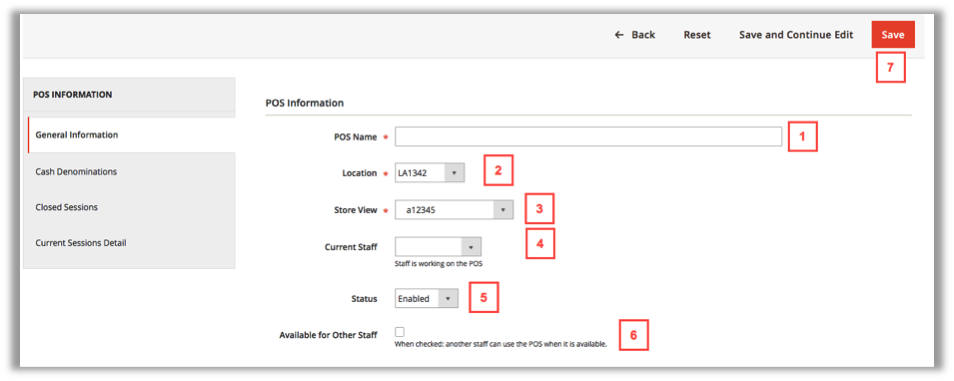 ← Back Reset Save and Continue Edit Save
7
POS INFORMATION
General Information
Cash Denominations
Closed Sessions
Current Sessions Detail
POS Information
POS Name * 1
Location * LA1342 2
Store View * a12345 3
Current Staff 4
Staff is working on the POS
Status Enabled 5
Available for Other Staff 6
When checked: another staff can use the POS when it is available.